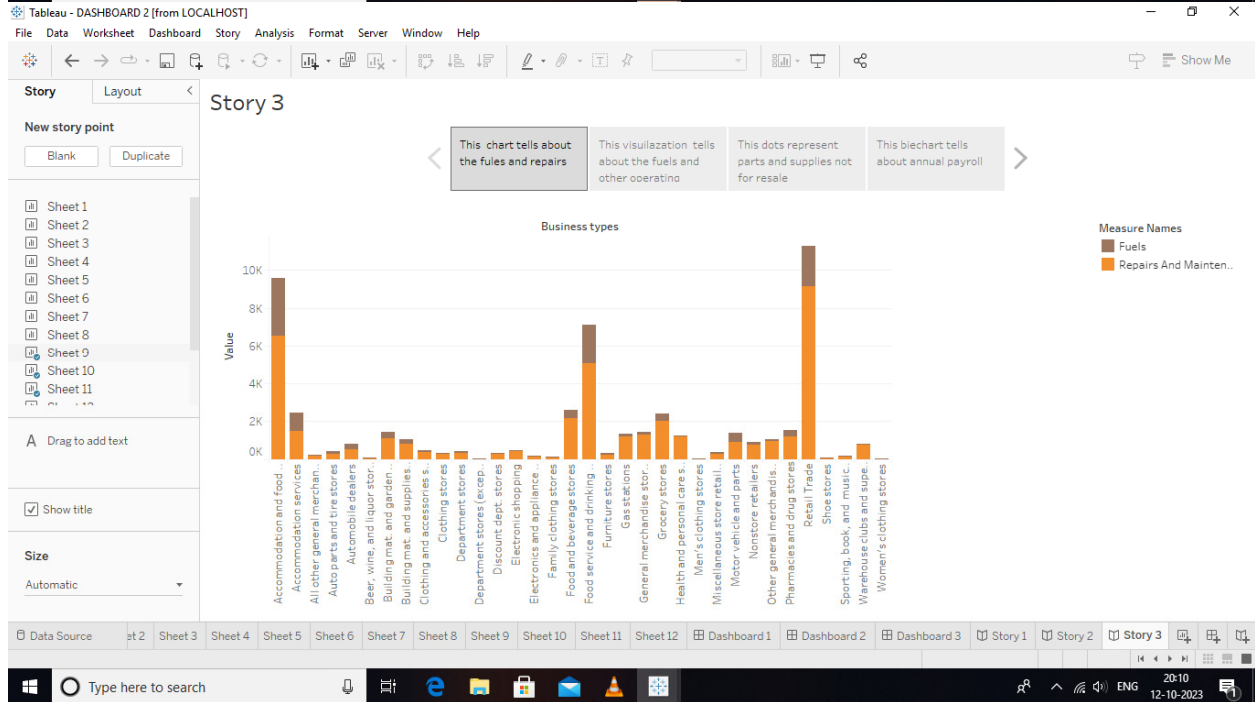 Tableau - DASHBOARD 2 [from LOCALHOST]
File Data Worksheet Dashboard Story Analysis Format Server Window Help
Show Me
Story Layout
New story point
Blank Duplicate
Sheet 1
Sheet 2
Sheet 3
Sheet 4
Sheet 5
Sheet 6
Sheet 7
Sheet 8
Sheet 9
Sheet 10
Sheet 11
A Drag to add text
Show title
Size
Automatic
Story 3
This chart tells about
the fules and repairs
This visuilazation tells
about the fuels and
other operating
This dots represent
parts and supplies not
for resale
This biechart tells
about annual payroll
Business types
Value
10K
8K
6K
4K
2K
0K
Accommodation and food ..
Accommodation services
All other general merchan..
Auto parts and tire stores
Automobile dealers
Beer, wine, and liquor stor..
Building mat. and garden ..
Building mat. and supplies..
Clothing and accessories s..
Clothing stores
Department stores
Department stores (excep..
Discount dept. stores
Electronic shopping
Electronics and appliance ..
Family clothing stores
Food and beverage stores
Food service and drinking ..
Furniture stores
Gas stations
General merchandise stor..
Grocery stores
Health and personal care s..
Men's clothing stores
Miscellaneous store retail..
Motor vehicle and parts
Nonstore retailers
Other general merchandis..
Pharmacies and drug stores
Retail Trade
Shoe stores
Sporting, book, and music..
Warehouse clubs and supe..
Women's clothing stores
Measure Names
Fuels
Repairs And Mainten..
Data Source et 2 Sheet 3 Sheet 4 Sheet 5 Sheet 6 Sheet 7 Sheet 8 Sheet 9 Sheet 10 Sheet 11 Sheet 12 Dashboard 1 Dashboard 2 Dashboard 3 Story 1 Story 2 Story 3
Type here to search
ENG
20:10
12-10-2023
1